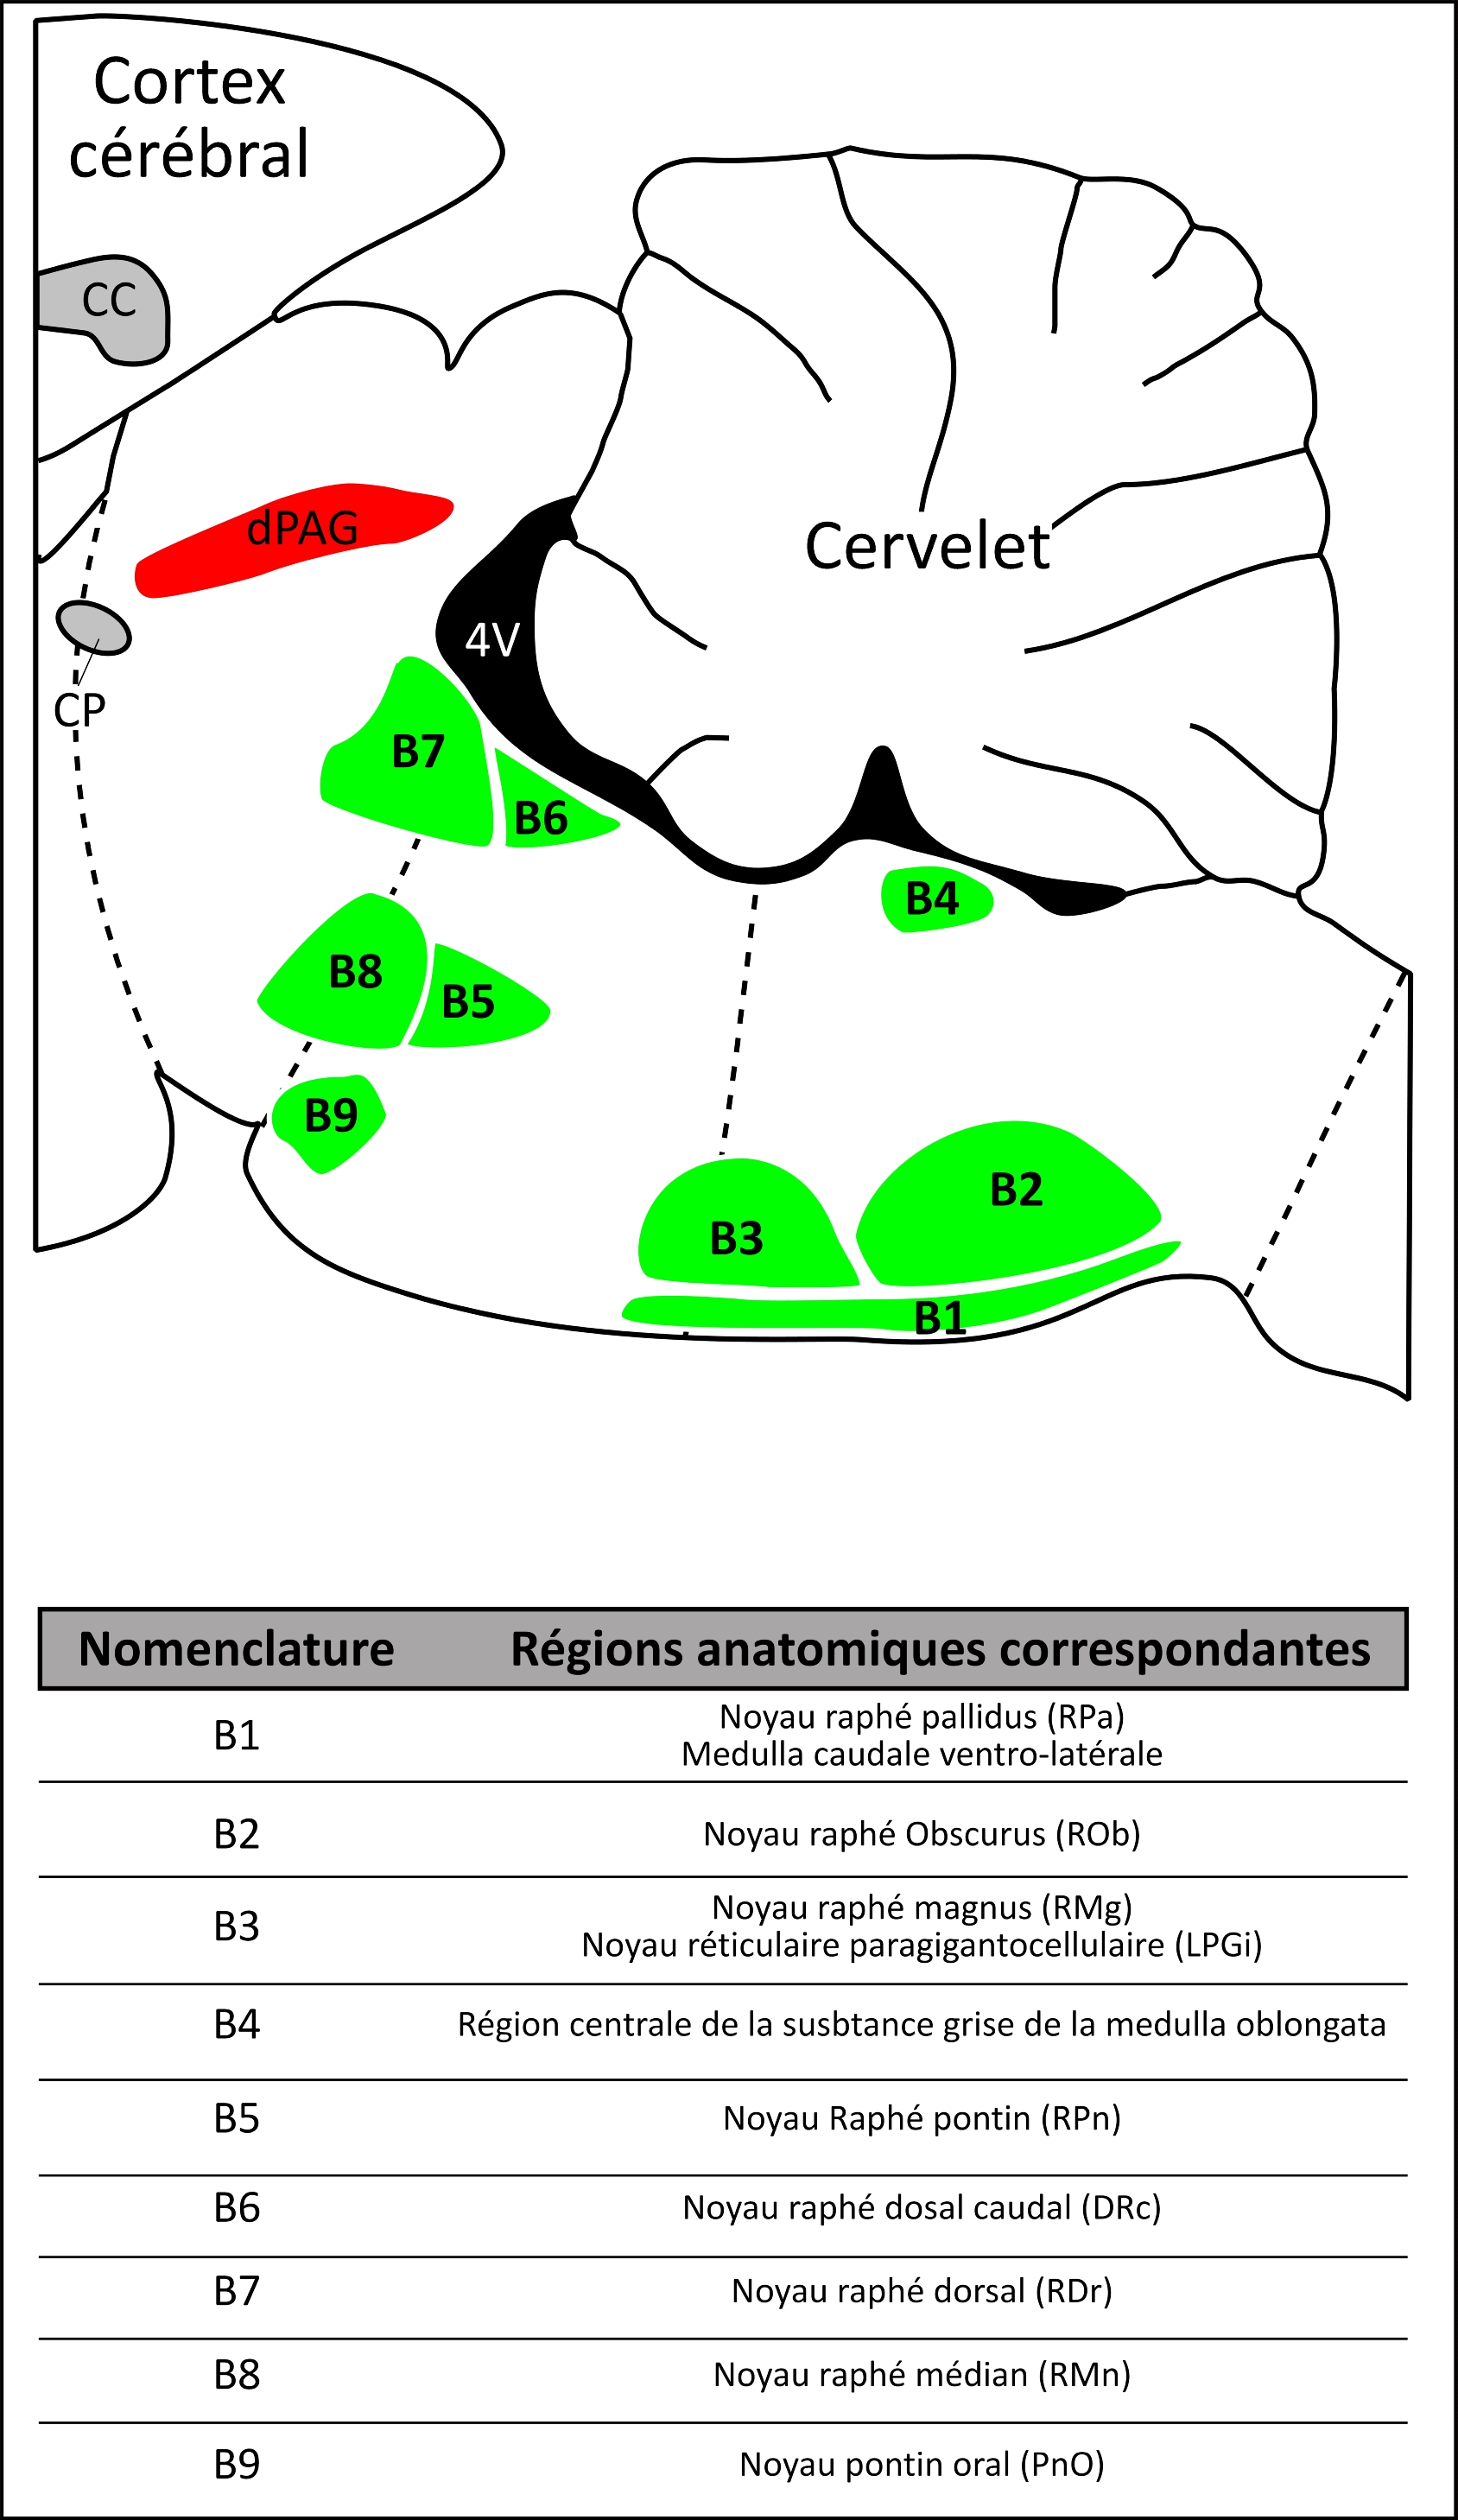 Cortex
cérébral
CC
dPAG
Cervelet
4V
CP
B7
B6
B4
B8
B5
B9
B2
B3
B1
Nomenclature Régions anatomiques correspondantes
B1 Noyau raphé pallidus (RPa)
Medulla caudale ventro-latérale
B2 Noyau raphé Obscurus (ROb)
B3 Noyau raphé magnus (RMg)
Noyau réticulaire paragigantocellulaire (LPGi)
B4 Région centrale de la susbtance grise de la medulla oblongata
B5 Noyau Raphé pontin (RPn)
B6 Noyau raphé dosal caudal (DRc)
B7 Noyau raphé dorsal (RDr)
B8 Noyau raphé médian (RMn)
B9 Noyau pontin oral (PnO)